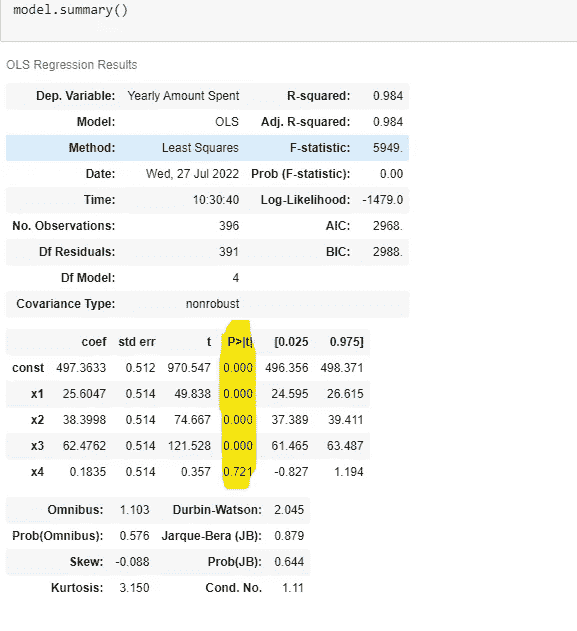 model.summary()
OLS Regression Results
Dep. Variable: Yearly Amount Spent R-squared: 0.984
Model: OLS Adj. R-squared: 0.984
Method: Least Squares F-statistic: 5949.
Date: Wed, 27 Jul 2022 Prob (F-statistic): 0.00
Time: 10:30:40 Log-Likelihood: -1479.0
No. Observations: 396 AIC: 2968.
Df Residuals: 391 BIC: 2988.
Df Model: 4
Covariance Type: nonrobust
coef std err t P>|t| [0.025 0.975]
const 497.3633 0.512 970.547 0.000 496.356 498.371
x1 25.6047 0.514 49.838 0.000 24.595 26.615
x2 38.3998 0.514 74.667 0.000 37.389 39.411
x3 62.4762 0.514 121.528 0.000 61.465 63.487
x4 0.1835 0.514 0.357 0.721 -0.827 1.194
Omnibus: 1.103 Durbin-Watson: 2.045
Prob(Omnibus): 0.576 Jarque-Bera (JB): 0.879
Skew: -0.088 Prob(JB): 0.644
Kurtosis: 3.150 Cond. No. 1.11